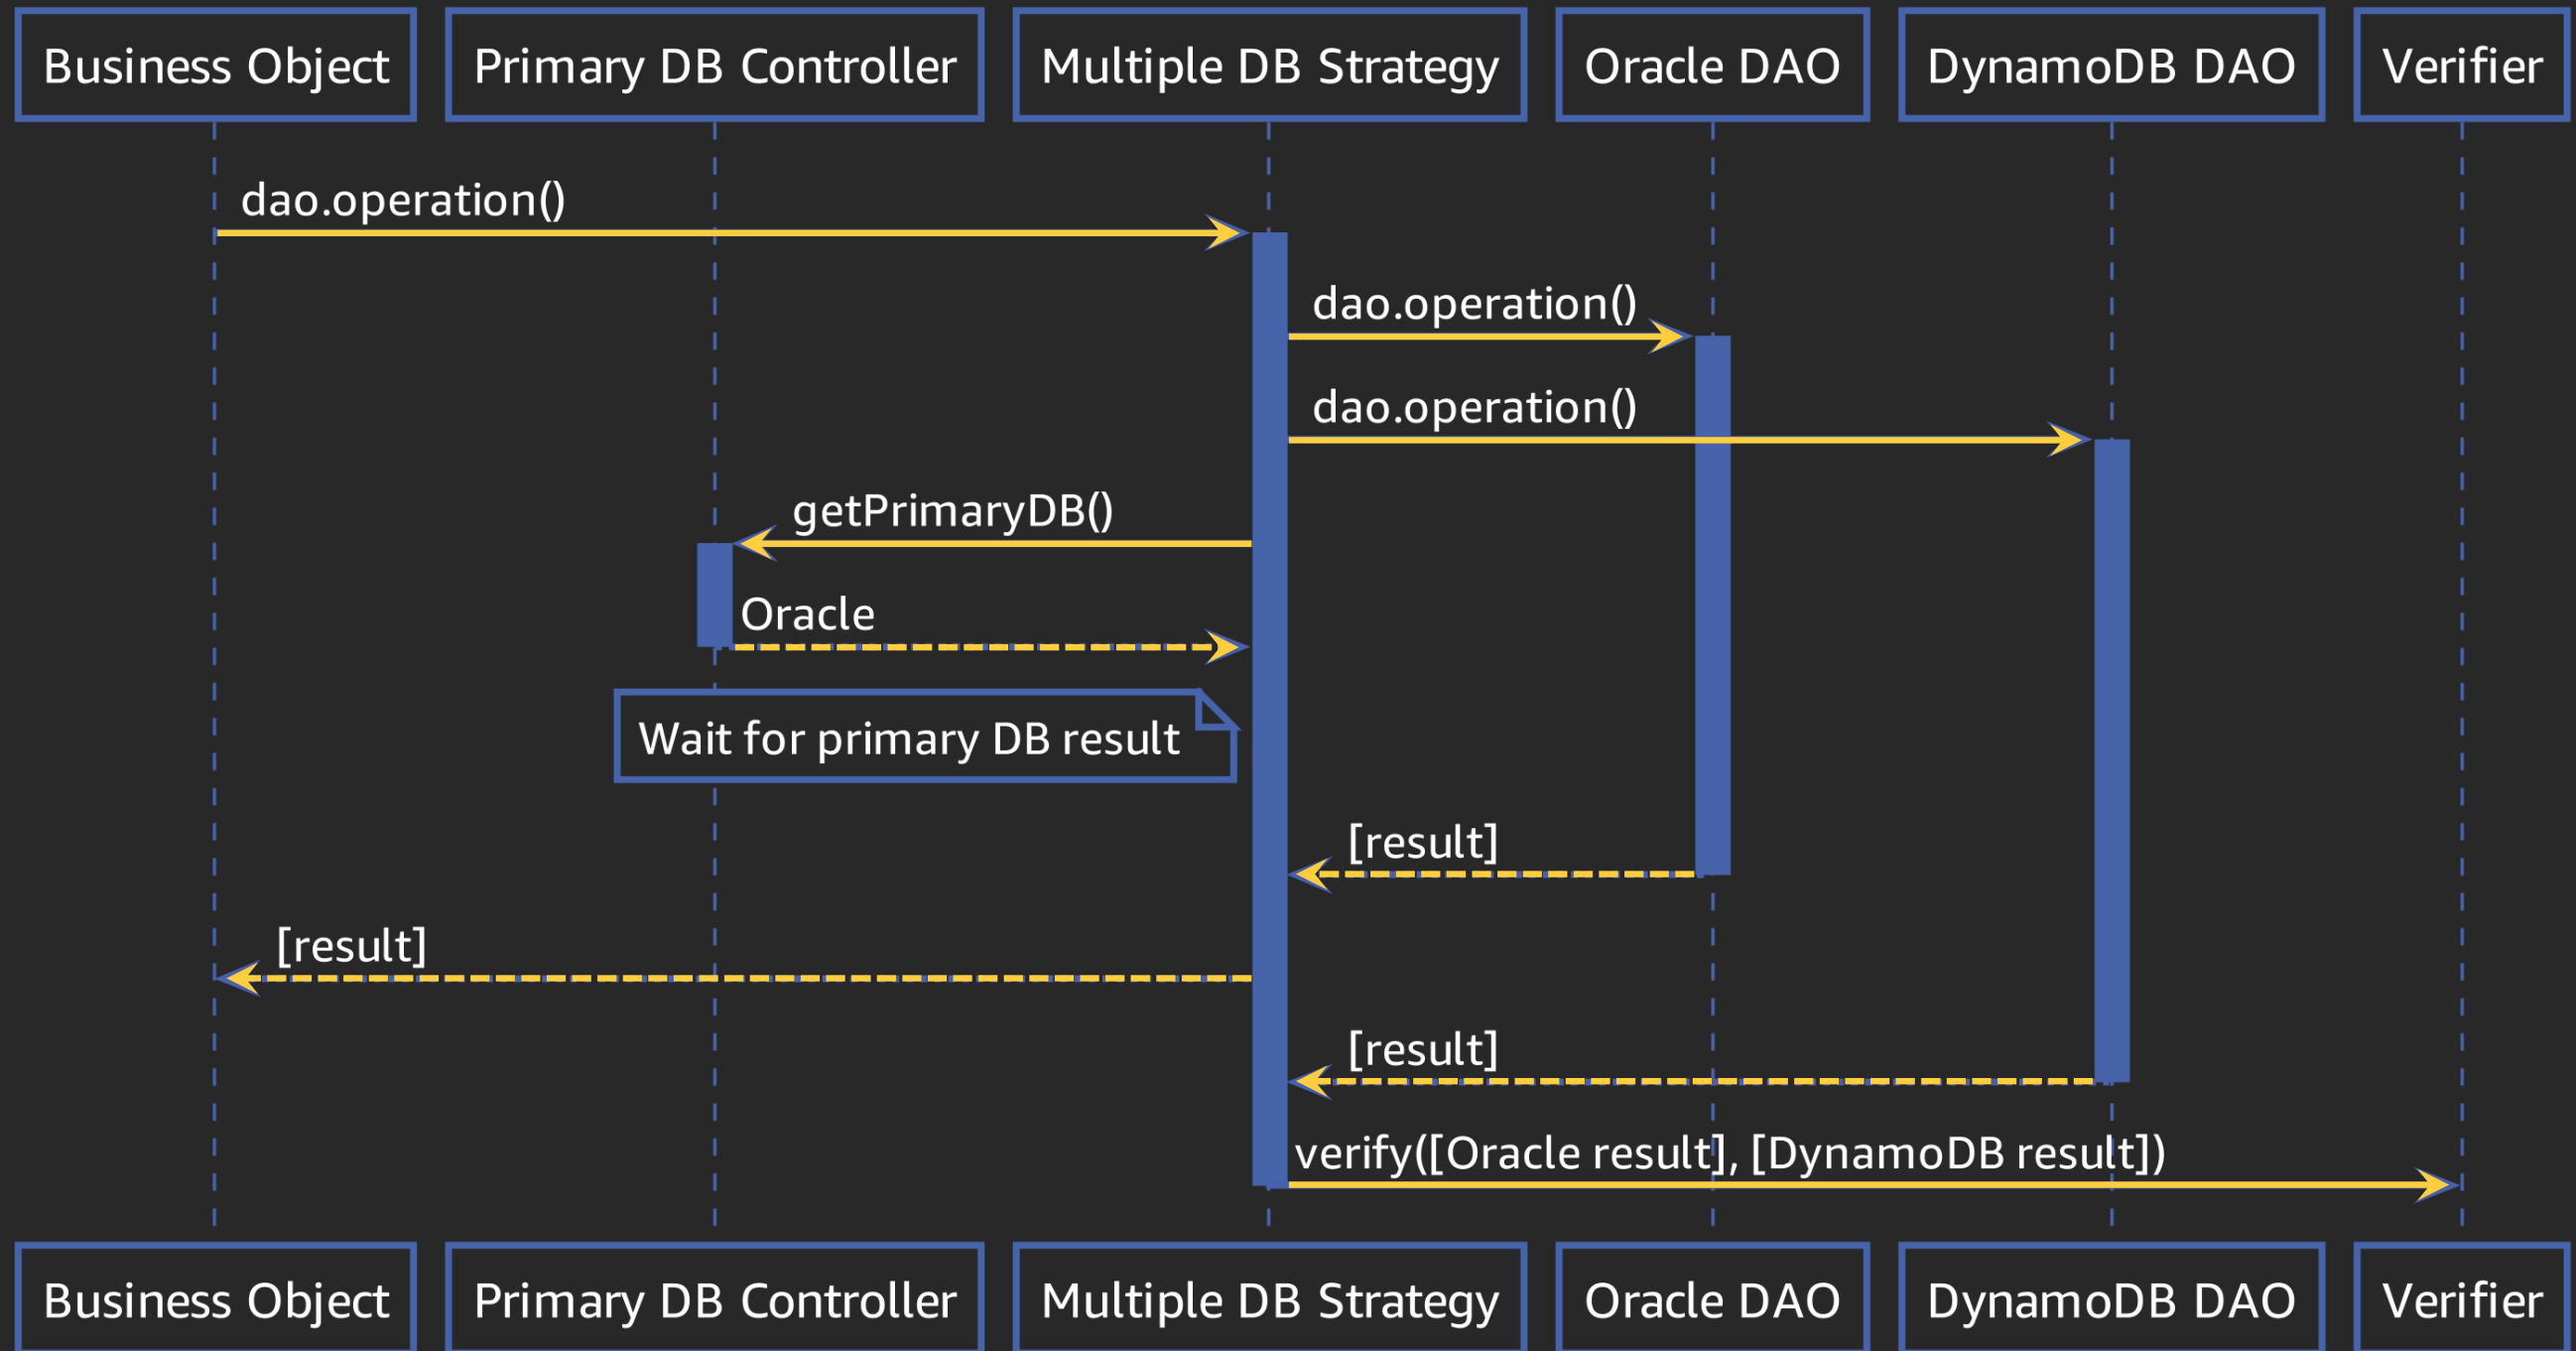 Business Object
Primary DB Controller
Multiple DB Strategy
Oracle DAO
DynamoDB DAO
Verifier
dao.operation()
dao.operation()
dao.operation()
getPrimaryDB()
Oracle
Wait for primary DB result
[result]
[result]
[result]
verify([Oracle result], [DynamoDB result])
Business Object
Primary DB Controller
Multiple DB Strategy
Oracle DAO
DynamoDB DAO
Verifier